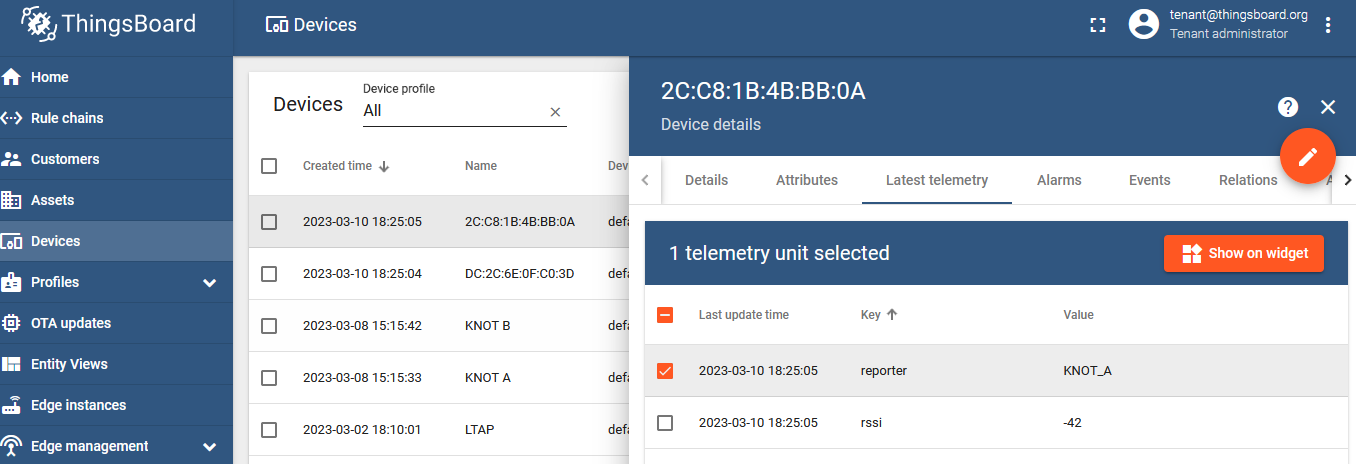 ThingsBoard
Devices
tenant@thingsboard.org
Tenant administrator
Home
Rule chains
Customers
Assets
Devices
Profiles
OTA updates
Entity Views
Edge instances
Edge management
Devices
Device profile
All
Created time Name Dev
2023-03-10 18:25:05 2C:C8:1B:4B:BB:0A defa
2023-03-10 18:25:04 DC:2C:6E:0F:C0:3D defa
2023-03-08 15:15:42 KNOT B defa
2023-03-08 15:15:33 KNOT A defa
2023-03-02 18:10:01 LTAP defa
2C:C8:1B:4B:BB:0A
Device details
Details Attributes Latest telemetry Alarms Events Relations A
1 telemetry unit selected
Show on widget
Last update time Key Value
2023-03-10 18:25:05 reporter KNOT_A
2023-03-10 18:25:05 rssi -42